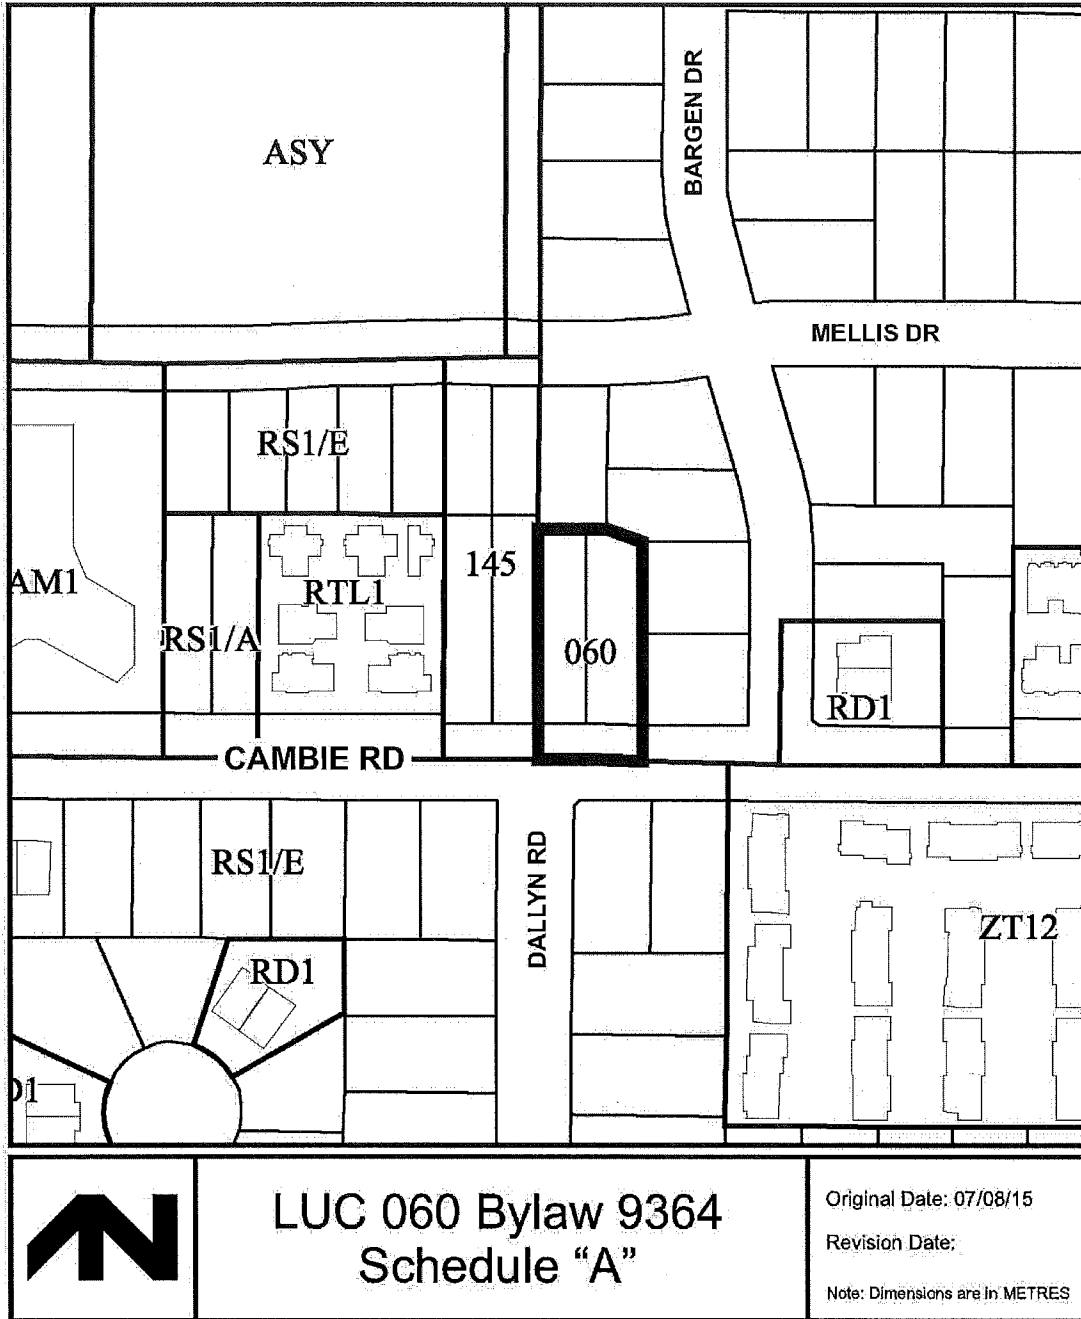 ASY
BARGEN DR
MELLIS DR
RS1/E
145
AM1
RTL1
RS1/A
060
RD1
CAMBIE RD
RS1/E
DALLYN RD
ZT12
RD1
D1
LUC 060 Bylaw 9364
Schedule “A”
Original Date: 07/08/15
Revision Date:
Note: Dimensions are in METRES